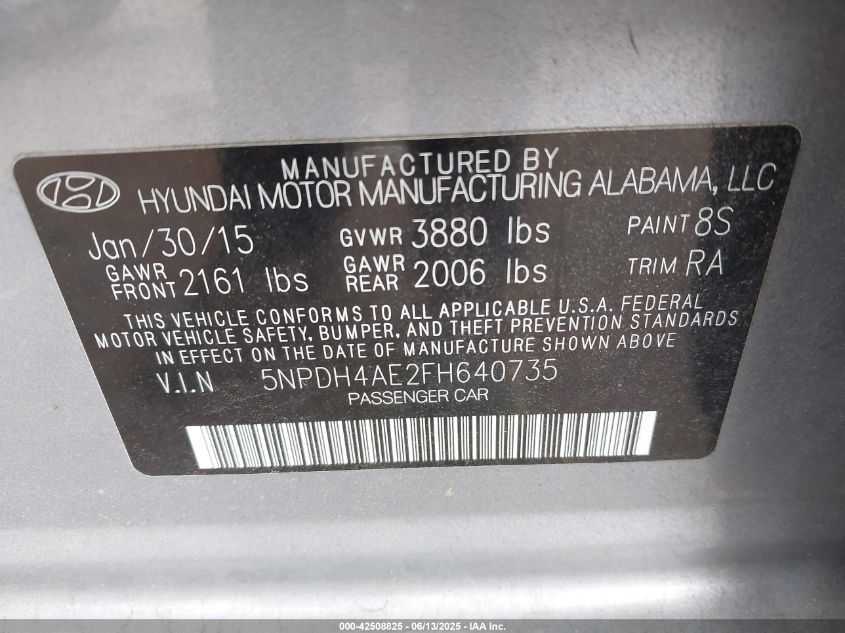 MANUFACTURED BY
HYUNDAI MOTOR MANUFACTURING ALABAMA, LLC
Jan/30/15 GVWR 3880 lbs PAINT 8S
GAWR FRONT 2161 lbs GAWR REAR 2006 lbs TRIM RA
THIS VEHICLE CONFORMS TO ALL APPLICABLE U.S.A. FEDERAL
MOTOR VEHICLE SAFETY, BUMPER, AND THEFT PREVENTION STANDARDS
IN EFFECT ON THE DATE OF MANUFACTURE SHOWN ABOVE
V.I.N 5NPDH4AE2FH640735
PASSENGER CAR
000-42508825 - 06/13/2025 - IAA Inc.